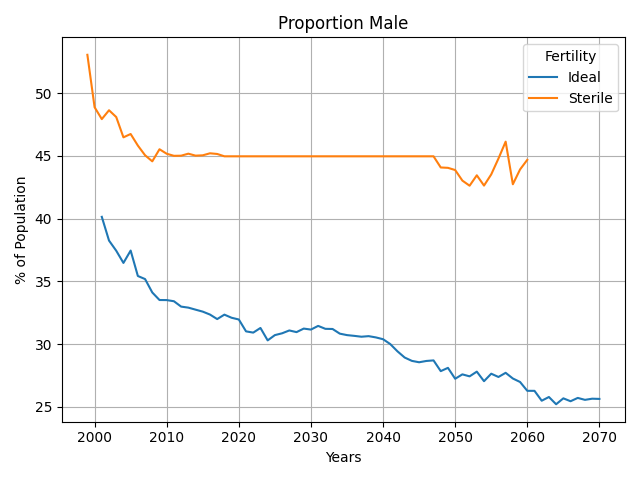 Proportion Male
Fertility
Ideal
Sterile
% of Population
50
45
40
35
30
25
2000 2010 2020 2030 2040 2050 2060 2070
Years